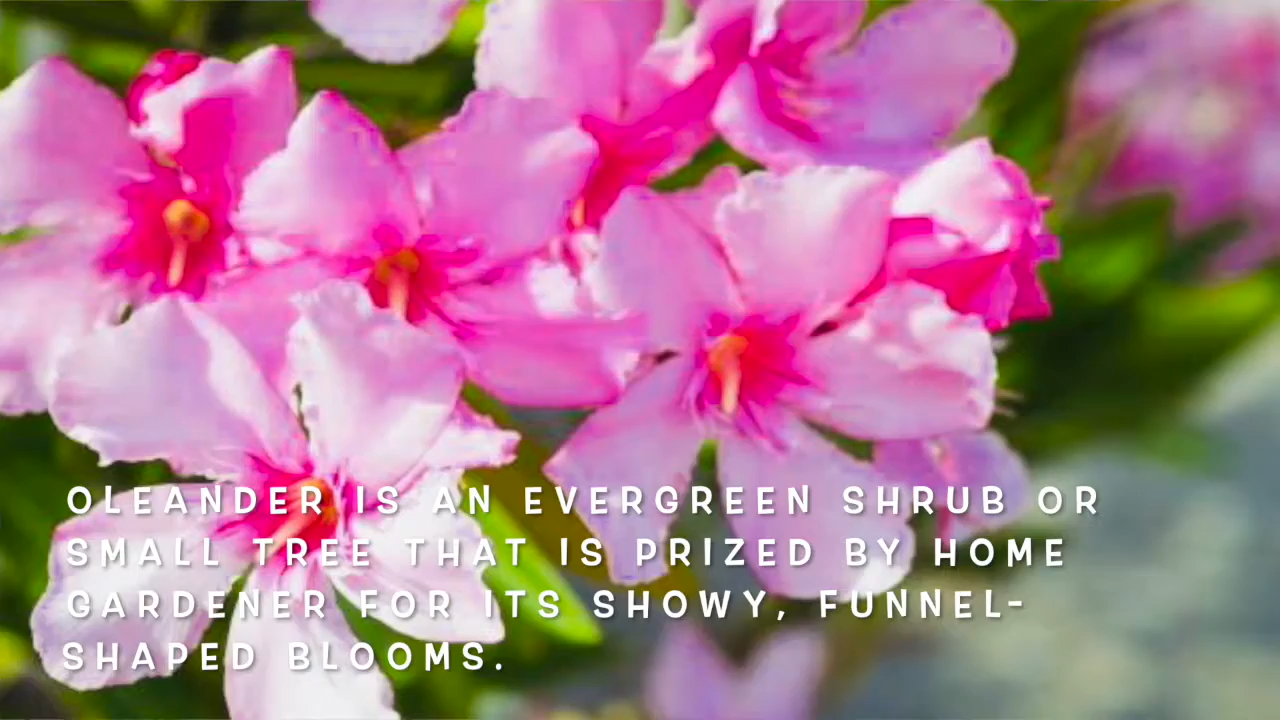 OLEANDER IS AN EVERGREEN SHRUB OR
SMALL TREE THAT IS PRIZED BY HOME
GARDENER FOR ITS SHOWY, FUNNEL-
SHAPED BLOOMS.